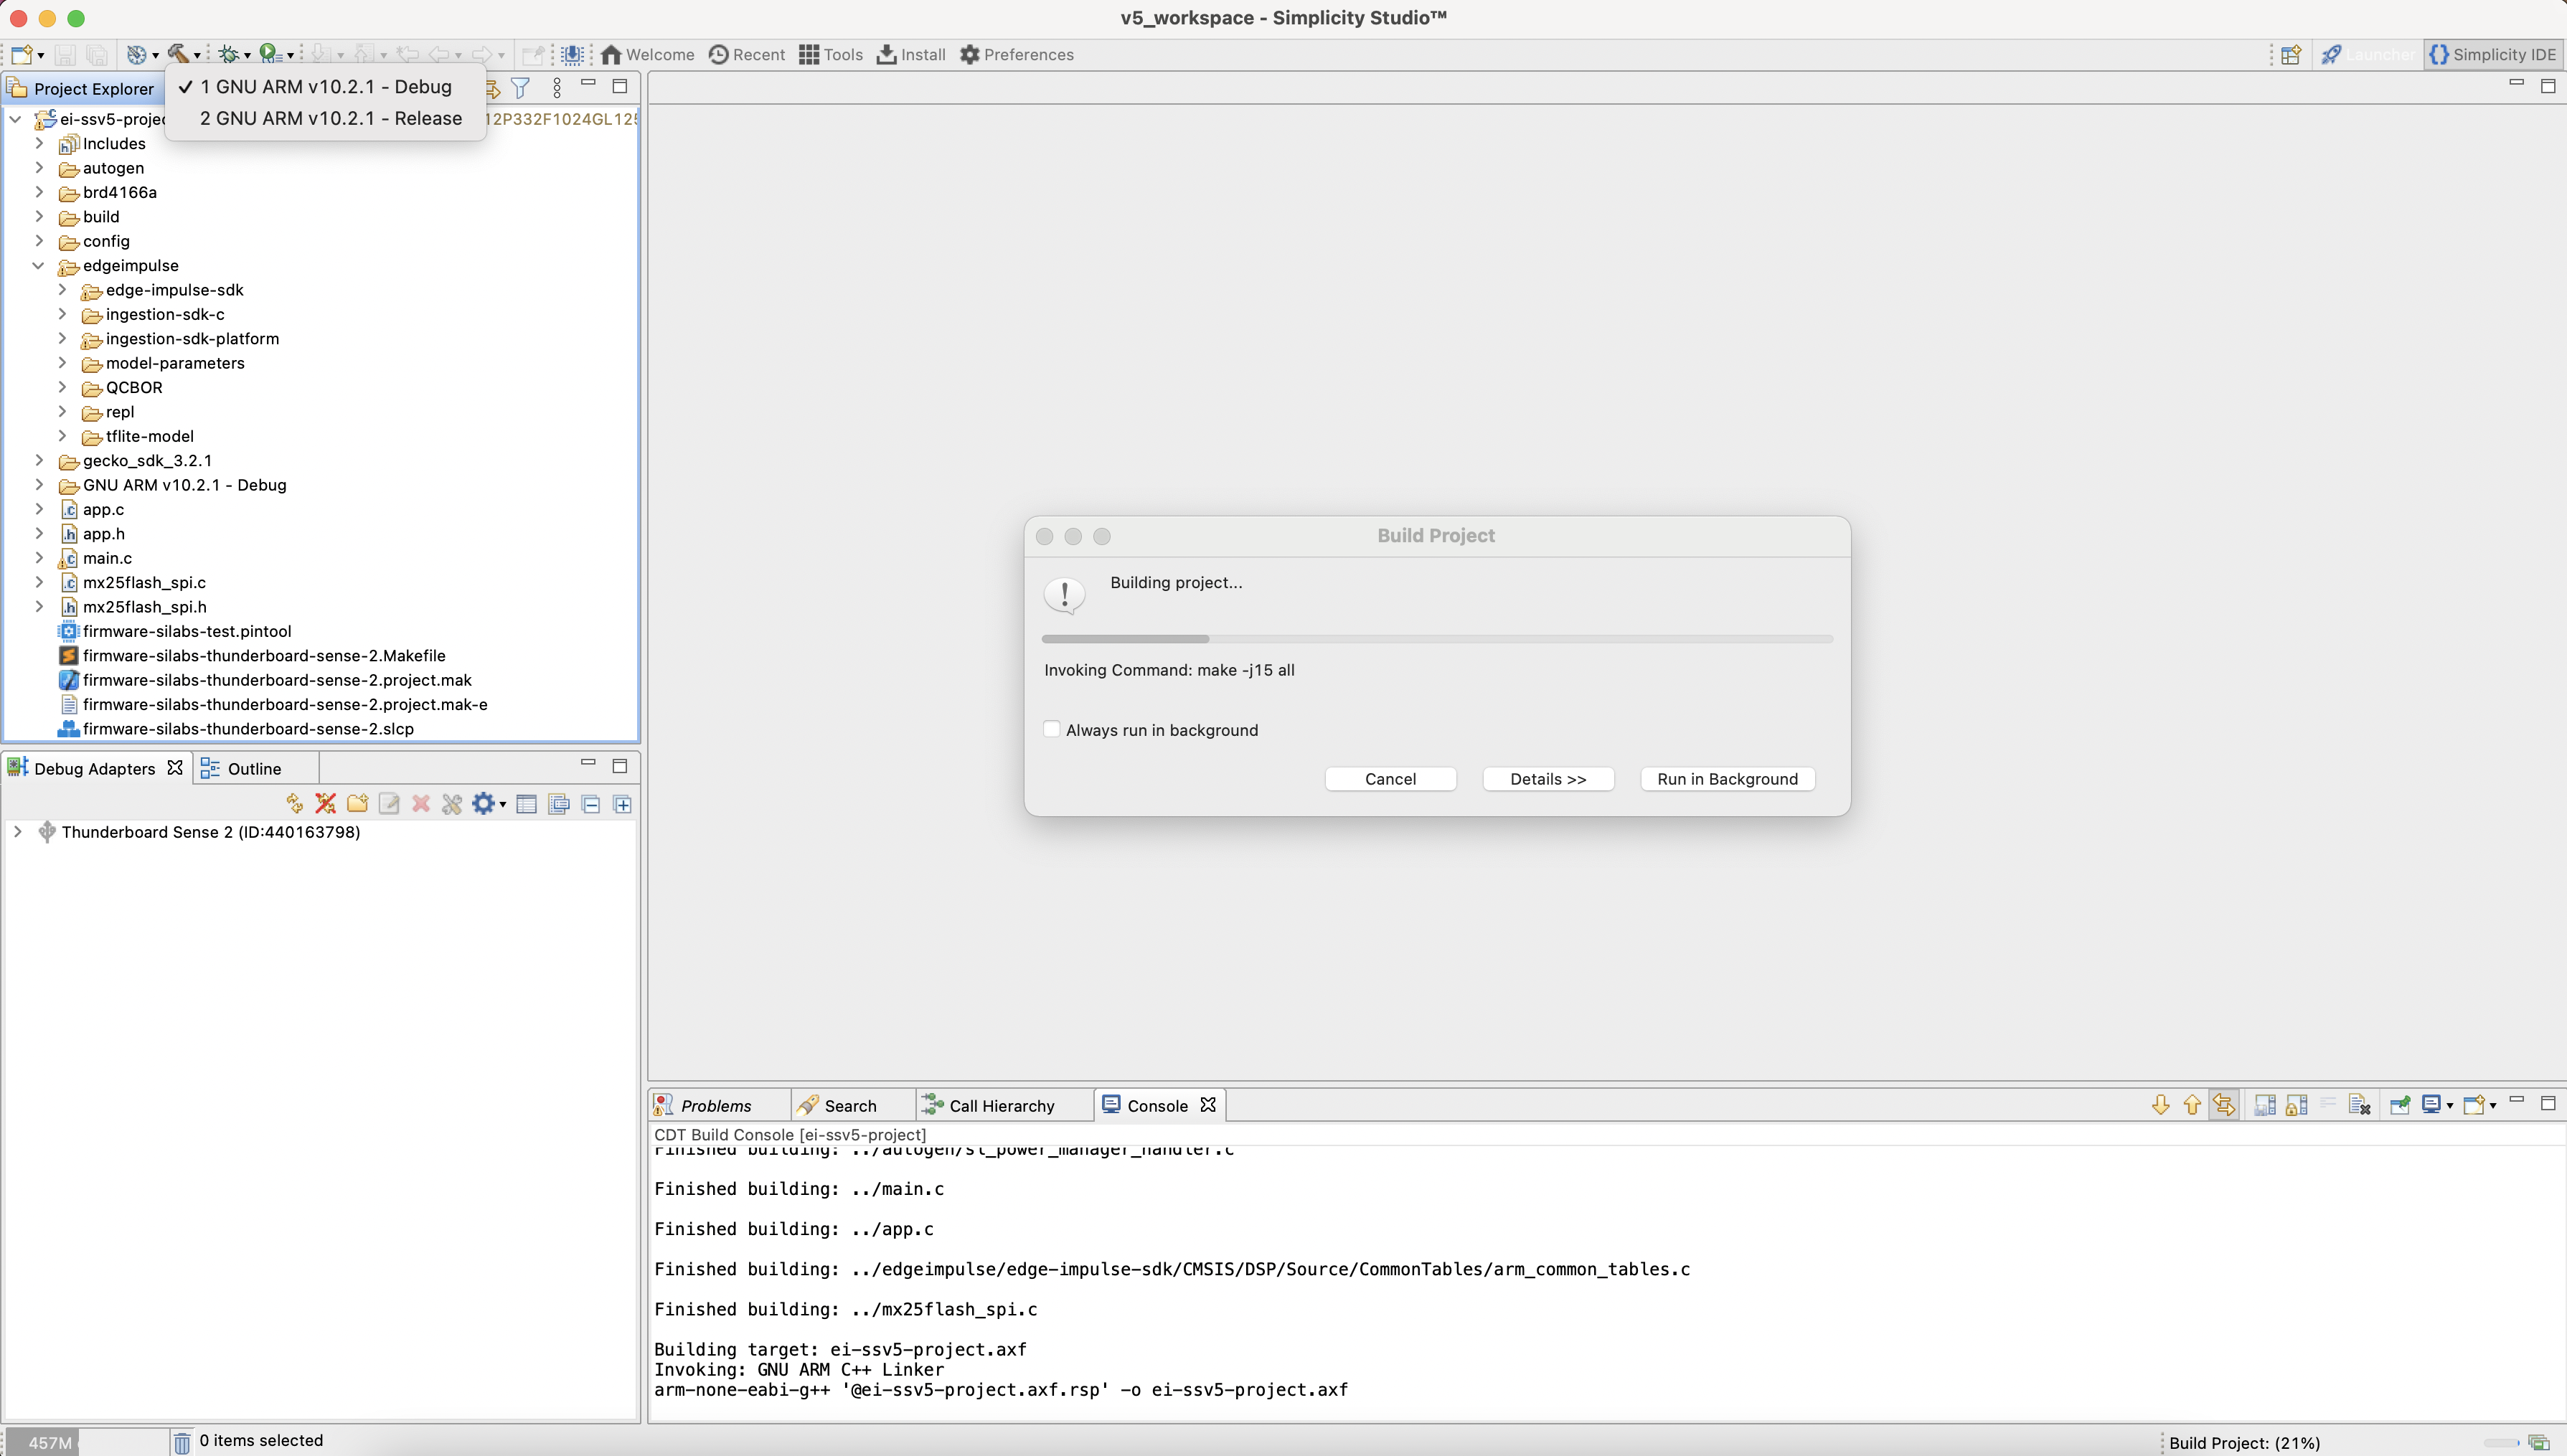 v5_workspace - Simplicity Studio™
Welcome
Recent
Tools
Install
Preferences
Launcher
Simplicity IDE
Project Explorer
1 GNU ARM v10.2.1 - Debug
2 GNU ARM v10.2.1 - Release
ei-ssv5-projec
12P332F1024GL125
Includes
autogen
brd4166a
build
config
edgeimpulse
edge-impulse-sdk
ingestion-sdk-c
ingestion-sdk-platform
model-parameters
QCBOR
repl
tflite-model
gecko_sdk_3.2.1
GNU ARM v10.2.1 - Debug
app.c
app.h
main.c
mx25flash_spi.c
mx25flash_spi.h
firmware-silabs-test.pintool
firmware-silabs-thunderboard-sense-2.Makefile
firmware-silabs-thunderboard-sense-2.project.mak
firmware-silabs-thunderboard-sense-2.project.mak-e
firmware-silabs-thunderboard-sense-2.slcp
Build Project
Building project...
Invoking Command: make -j15 all
Always run in background
Cancel
Details >>
Run in Background
Debug Adapters
Outline
Thunderboard Sense 2 (ID:440163798)
Problems
Search
Call Hierarchy
Console
CDT Build Console [ei-ssv5-project]
Finished building: ../autogen/sl_power_manager_handler.c
Finished building: ../main.c
Finished building: ../app.c
Finished building: ../edgeimpulse/edge-impulse-sdk/CMSIS/DSP/Source/CommonTables/arm_common_tables.c
Finished building: ../mx25flash_spi.c
Building target: ei-ssv5-project.axf
Invoking: GNU ARM C++ Linker
arm-none-eabi-g++ '@ei-ssv5-project.axf.rsp' -o ei-ssv5-project.axf
457M
0 items selected
Build Project: (21%)